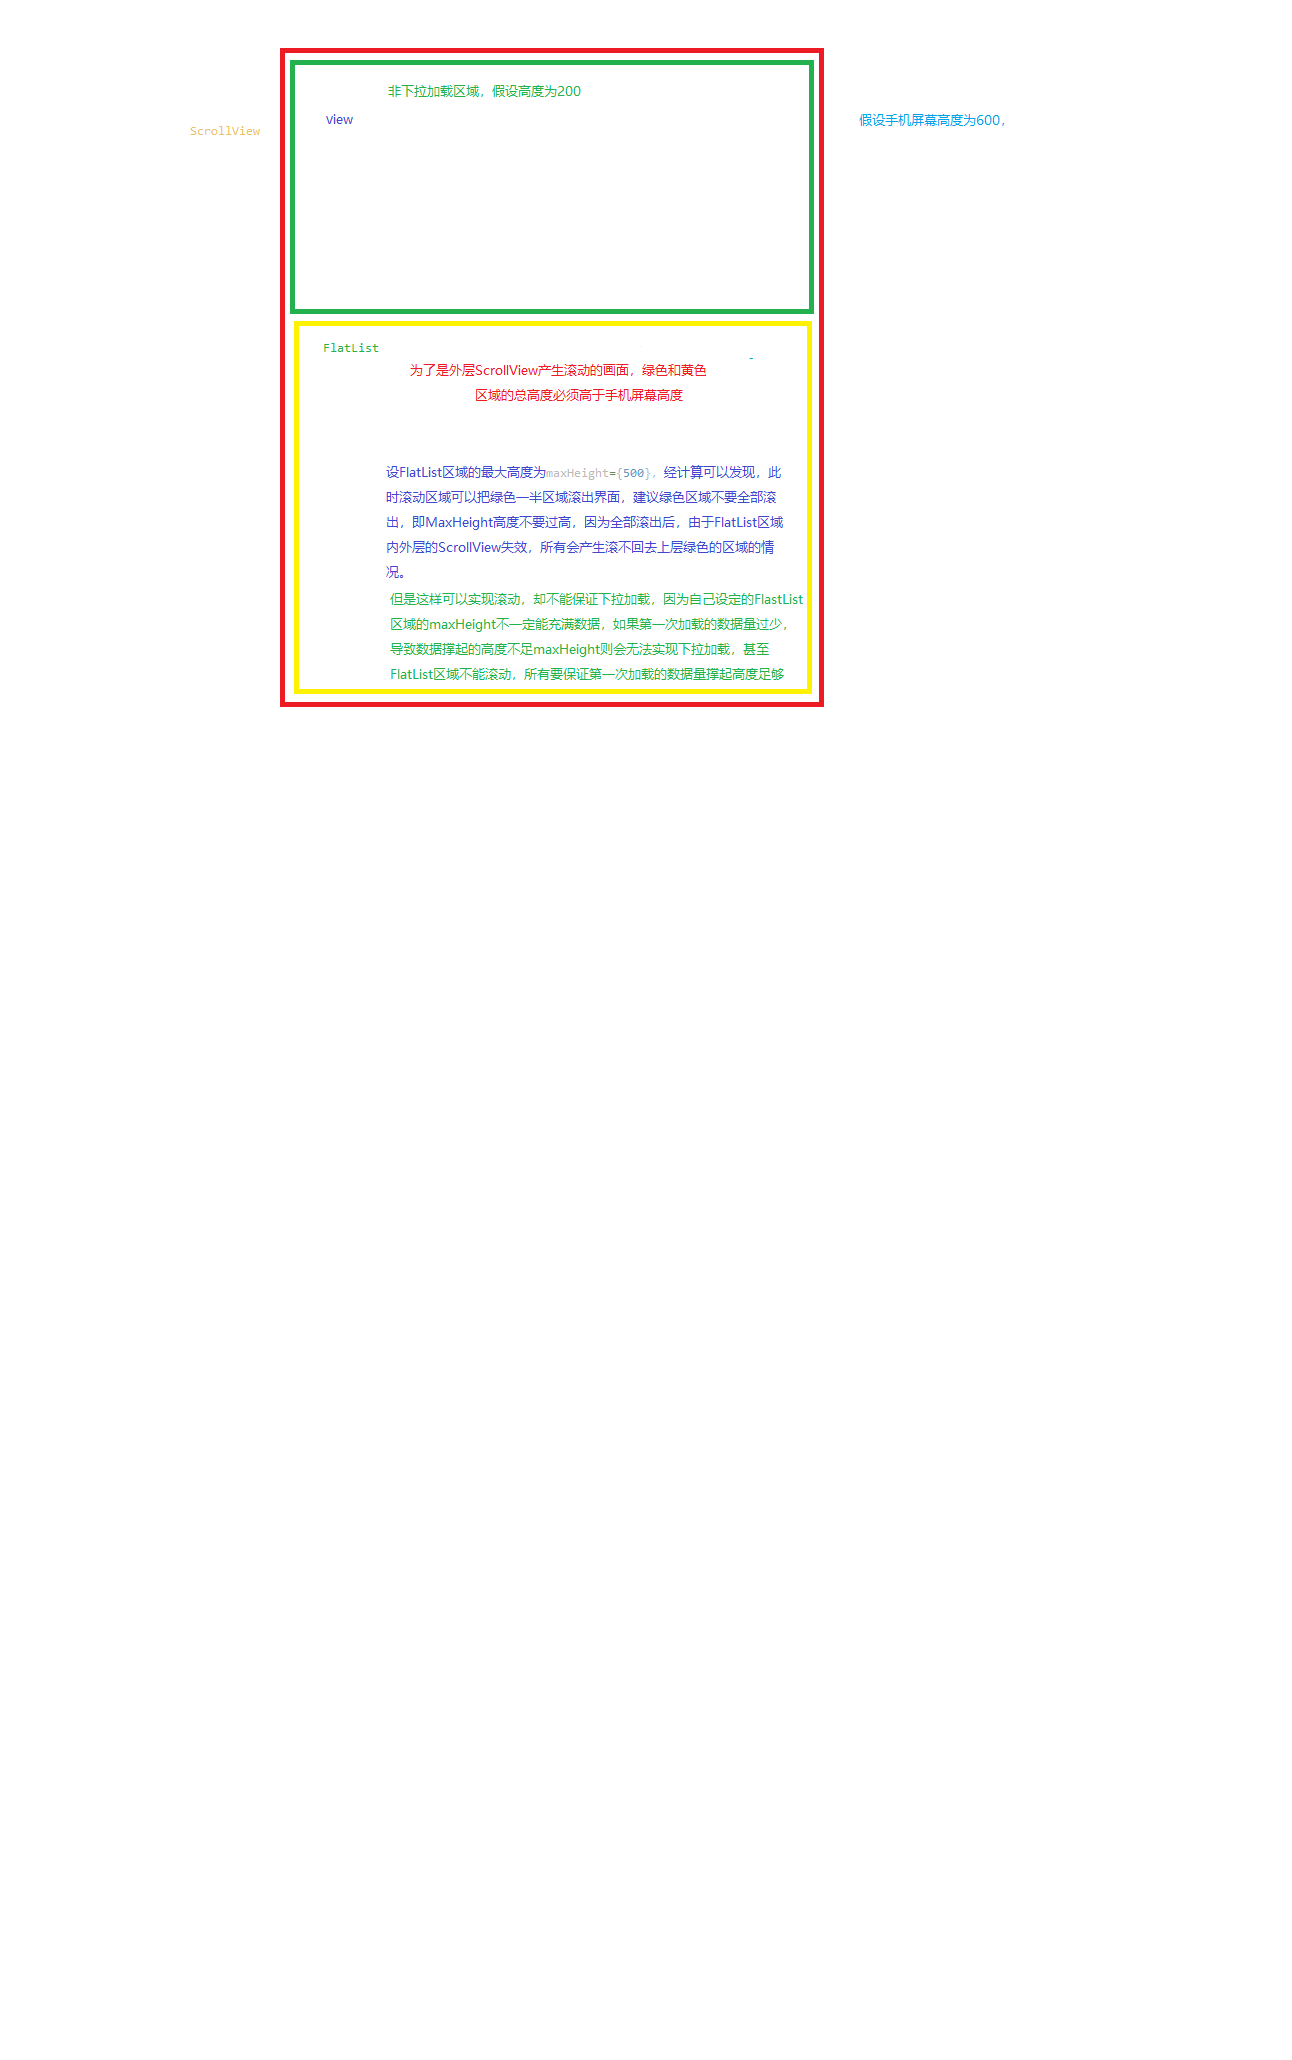 非下拉加载区域，假设高度为200
View
ScrollView
假设手机屏幕高度为600，
FlatList
为了是外层ScrollView产生滚动的画面，绿色和黄色
区域的总高度必须高于手机屏幕高度
设FlatList区域的最大高度为maxHeight={500}，经计算可以发现，此
时滚动区域可以把绿色一半区域滚出界面，建议绿色区域不要全部滚
出，即MaxHeight高度不要过高，因为全部滚出后，由于FlatList区域
内外层的ScrollView失效，所有会产生滚不回去上层绿色的区域的情
况。
但是这样可以实现滚动，却不能保证下拉加载，因为自己设定的FlastList
区域的maxHeight不一定能充满数据，如果第一次加载的数据量过少，
导致数据撑起的高度不足maxHeight则会无法实现下拉加载，甚至
FlatList区域不能滚动，所有要保证第一次加载的数据量撑起高度足够